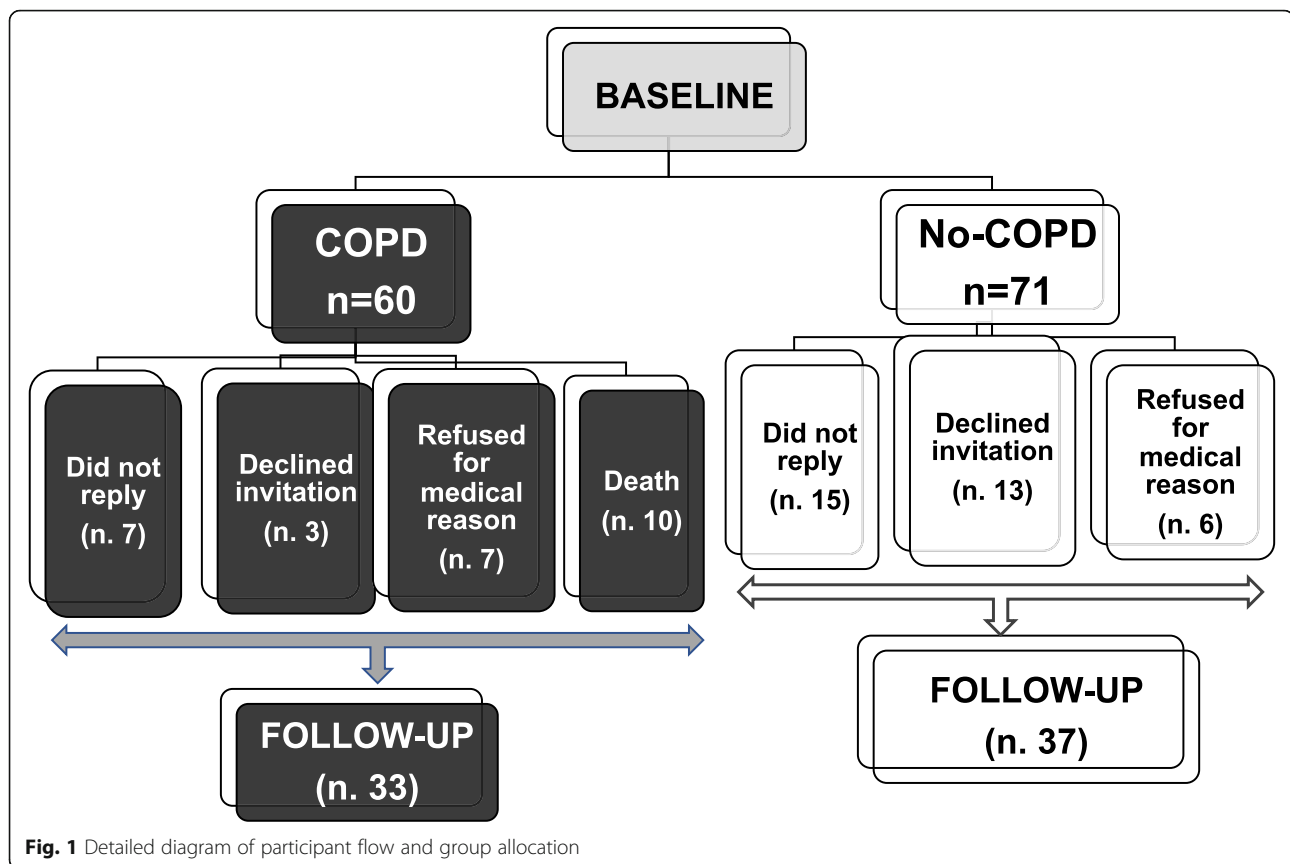 BASELINE
COPD
n=60
No-COPD
n=71
Did not
reply
(n. 7)
Declined
invitation
(n. 3)
Refused
for
medical
reason
(n. 7)
Death
(n. 10)
Did not
reply
(n. 15)
Declined
invitation
(n. 13)
Refused
for
medical
reason
(n. 6)
FOLLOW-UP
(n. 33)
FOLLOW-UP
(n. 37)
Fig. 1 Detailed diagram of participant flow and group allocation